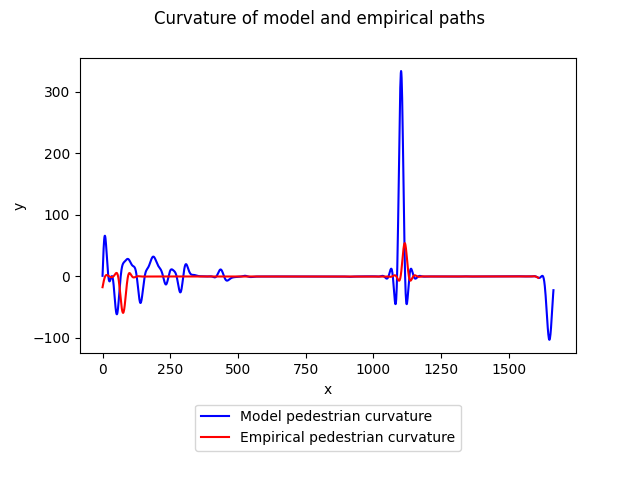 Curvature of model and empirical paths
300
200
100
0
−100
y
0 250 500 750 1000 1250 1500
x
Model pedestrian curvature
Empirical pedestrian curvature